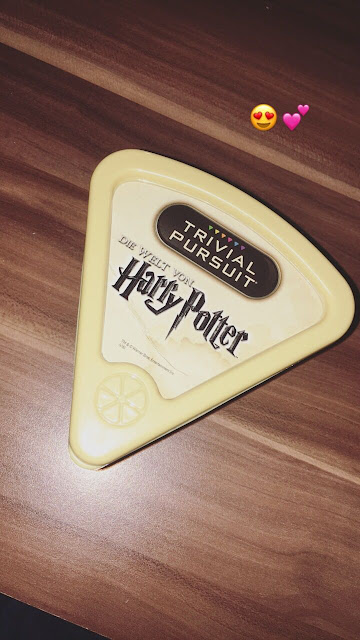 TRIVIAL
PURSUIT
DIE WELT VON
Harry Potter